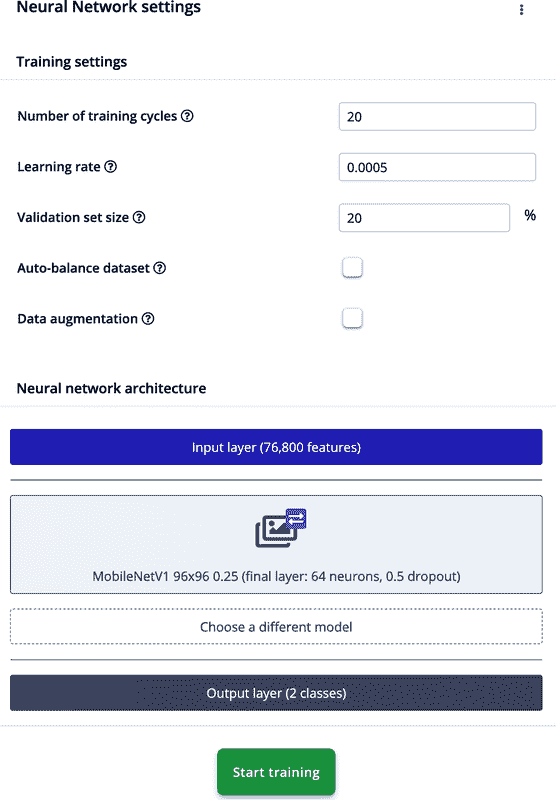 Neural Network settings
Training settings
Number of training cycles ?
20
Learning rate ?
0.0005
Validation set size ?
20
%
Auto-balance dataset ?
Data augmentation ?
Neural network architecture
Input layer (76,800 features)
MobileNetV1 96x96 0.25 (final layer: 64 neurons, 0.5 dropout)
Choose a different model
Output layer (2 classes)
Start training